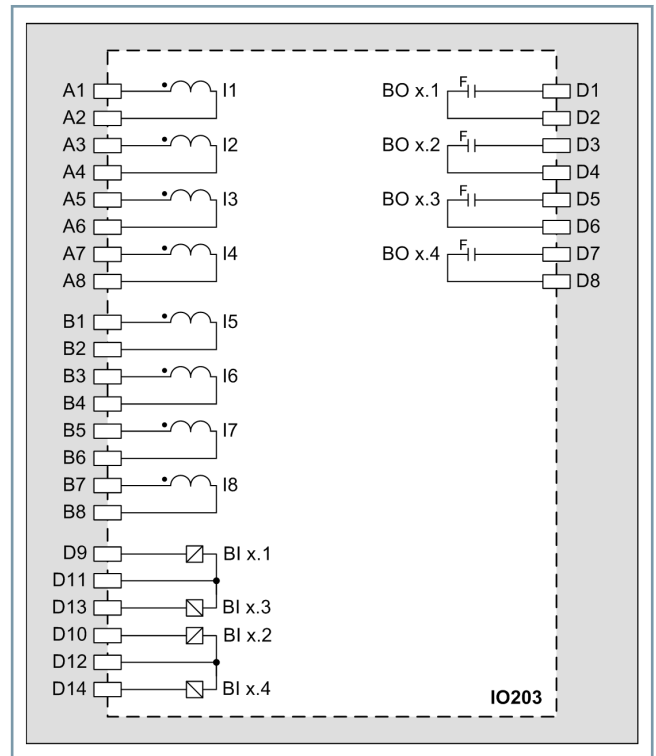 A1 I1 BO x.1 F D1
A2 D2
A3 I2 BO x.2 F D3
A4 D4
A5 I3 BO x.3 F D5
A6 D6
A7 I4 BO x.4 F D7
A8 D8
B1 I5
B2
B3 I6
B4
B5 I7
B6
B7 I8
B8
D9 BI x.1
D11
D13 BI x.3
D10 BI x.2
D12
D14 BI x.4
IO203